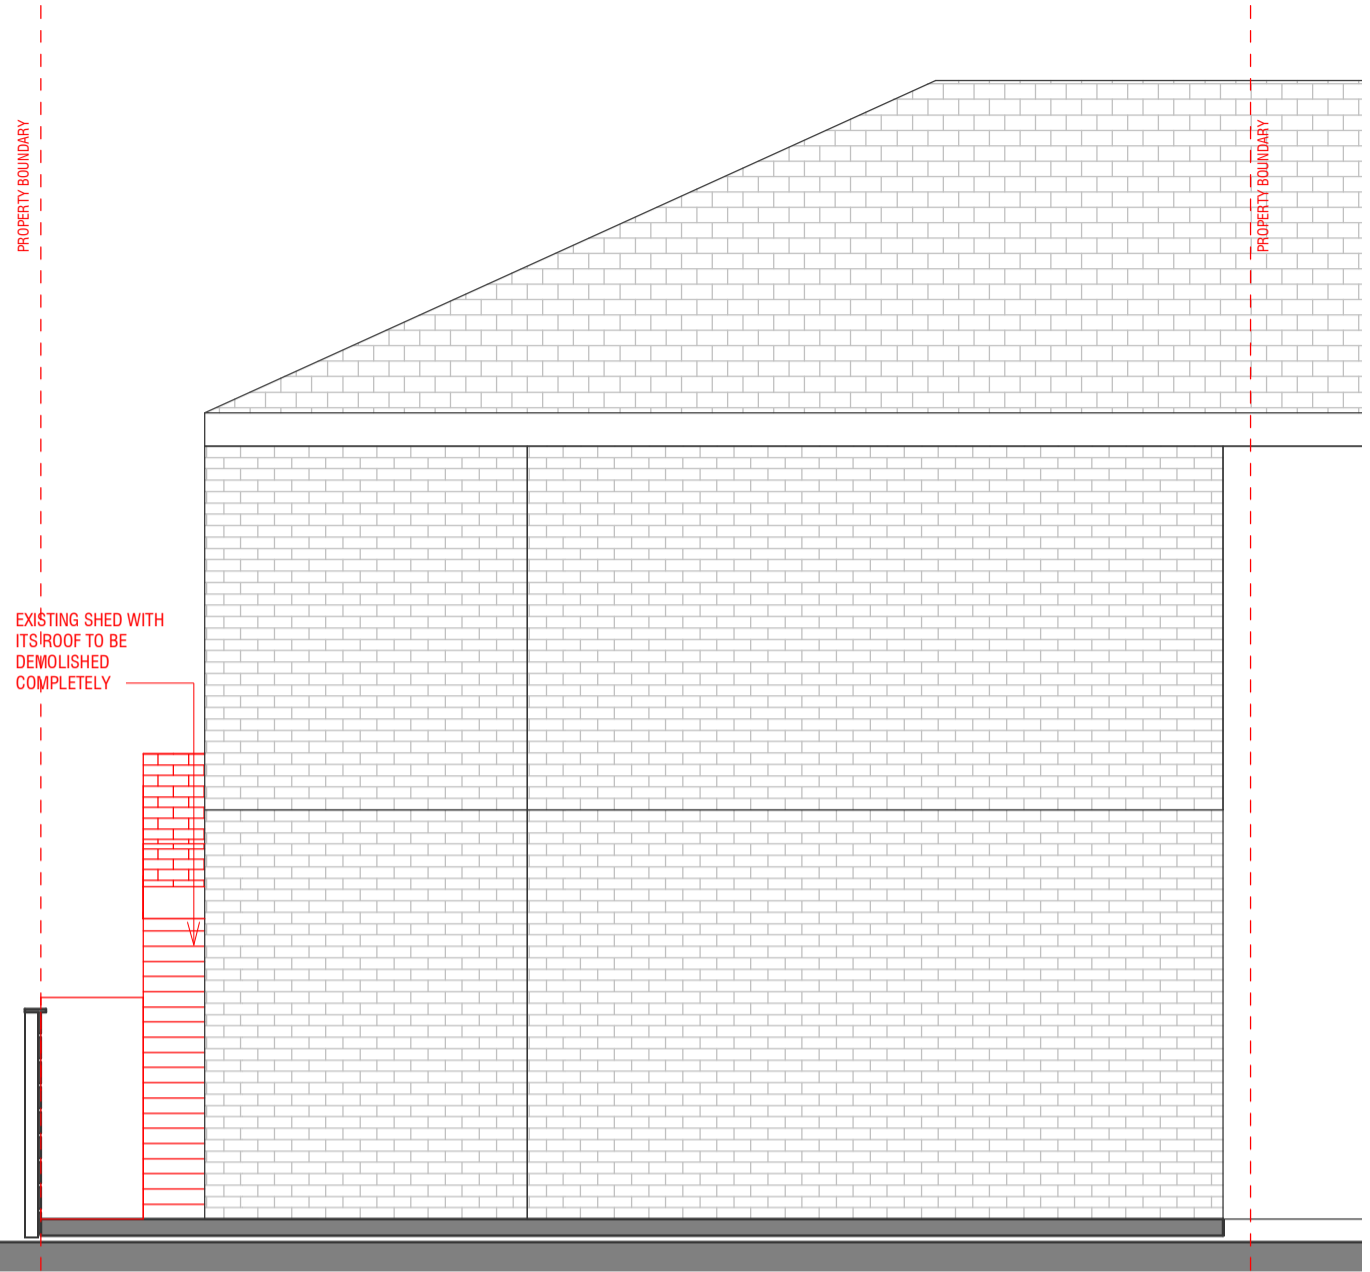 PROPERTY BOUNDARY
PROPERTY BOUNDARY
EXISTING SHED WITH
ITS ROOF TO BE
DEMOLISHED
COMPLETELY